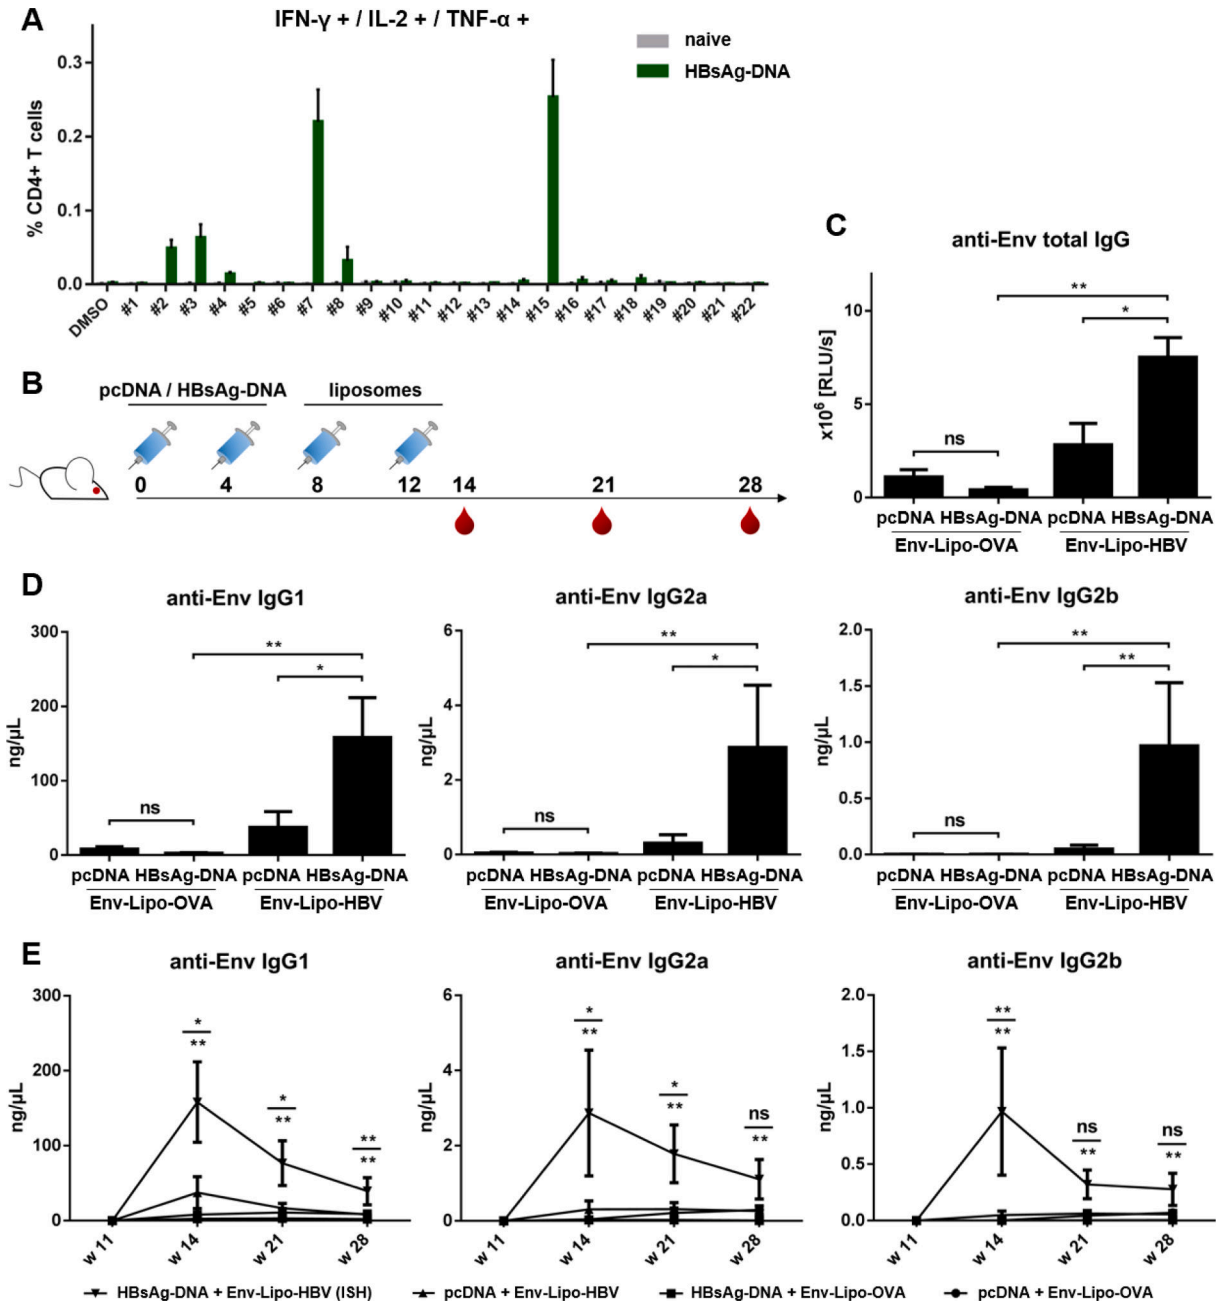 A
IFN-γ + / IL-2 + / TNF-α +
naive
HBsAg-DNA
% CD4+ T cells
0.3
0.2
0.1
0.0
DMSO #1 #2 #3 #4 #5 #6 #7 #8 #9 #10 #11 #12 #13 #14 #15 #16 #17 #18 #19 #20 #21 #22
B
pcDNA / HBsAg-DNA liposomes
0 4 8 12 14 21 28
C
anti-Env total IgG
x10⁶ [RLU/s]
10
5
0
**
*
ns
pcDNA HBsAg-DNA pcDNA HBsAg-DNA
Env-Lipo-OVA Env-Lipo-HBV
D
anti-Env IgG1
ng/μL
300
200
100
0
**
*
ns
pcDNA HBsAg-DNA pcDNA HBsAg-DNA
Env-Lipo-OVA Env-Lipo-HBV
anti-Env IgG2a
ng/μL
6
4
2
0
**
*
ns
pcDNA HBsAg-DNA pcDNA HBsAg-DNA
Env-Lipo-OVA Env-Lipo-HBV
anti-Env IgG2b
ng/μL
2.0
1.5
1.0
0.5
0.0
**
**
ns
pcDNA HBsAg-DNA pcDNA HBsAg-DNA
Env-Lipo-OVA Env-Lipo-HBV
E
anti-Env IgG1
ng/μL
300
200
100
0
*
**
*
**
**
**
w 11 w 14 w 21 w 28
anti-Env IgG2a
ng/μL
6
4
2
0
*
**
*
**
ns
**
w 11 w 14 w 21 w 28
anti-Env IgG2b
ng/μL
2.0
1.5
1.0
0.5
0.0
**
**
ns
**
ns
**
w 11 w 14 w 21 w 28
HBsAg-DNA + Env-Lipo-HBV (ISH) pcDNA + Env-Lipo-HBV HBsAg-DNA + Env-Lipo-OVA pcDNA + Env-Lipo-OVA